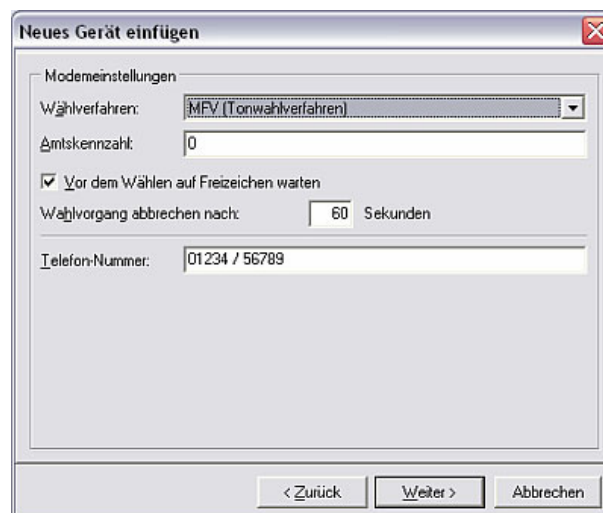 Neues Gerät einfügen
Modemeinstellungen
Wählverfahren: MFV (Tonwahlverfahren)
Amtskennzahl: 0
Vor dem Wählen auf Freizeichen warten
Wahlvorgang abbrechen nach: 60 Sekunden
Telefon-Nummer: 01234 / 56789
< Zurück Weiter > Abbrechen